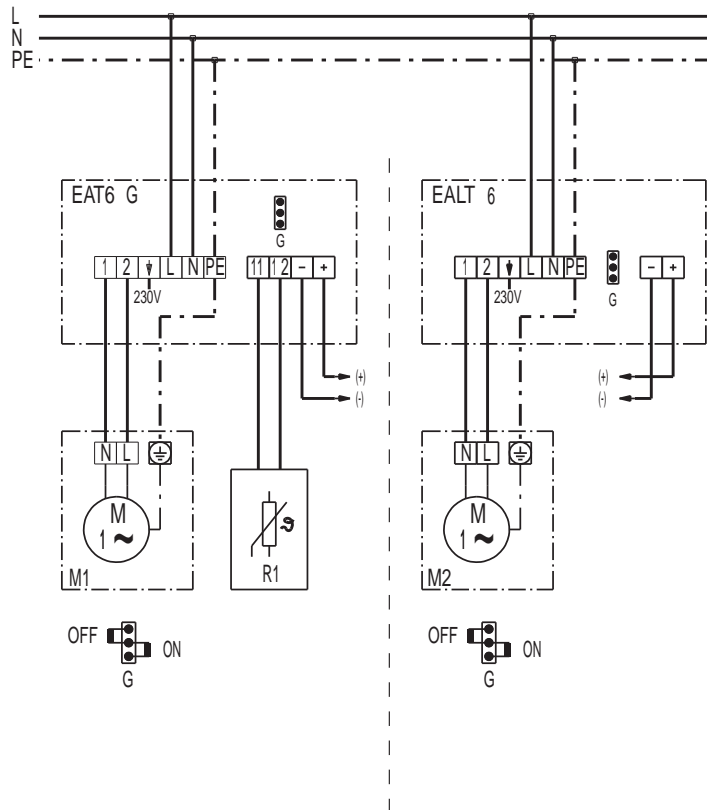 L
N
PE
EAT6 G
G
1 2 L N PE
230V
11 12 − +
(+)
(-)
N L
M
1 ~
M1
ϑ
R1
OFF
ON
G
EALT 6
1 2 L N PE
230V
G
− +
(+)
(-)
N L
M
1 ~
M2
OFF
ON
G